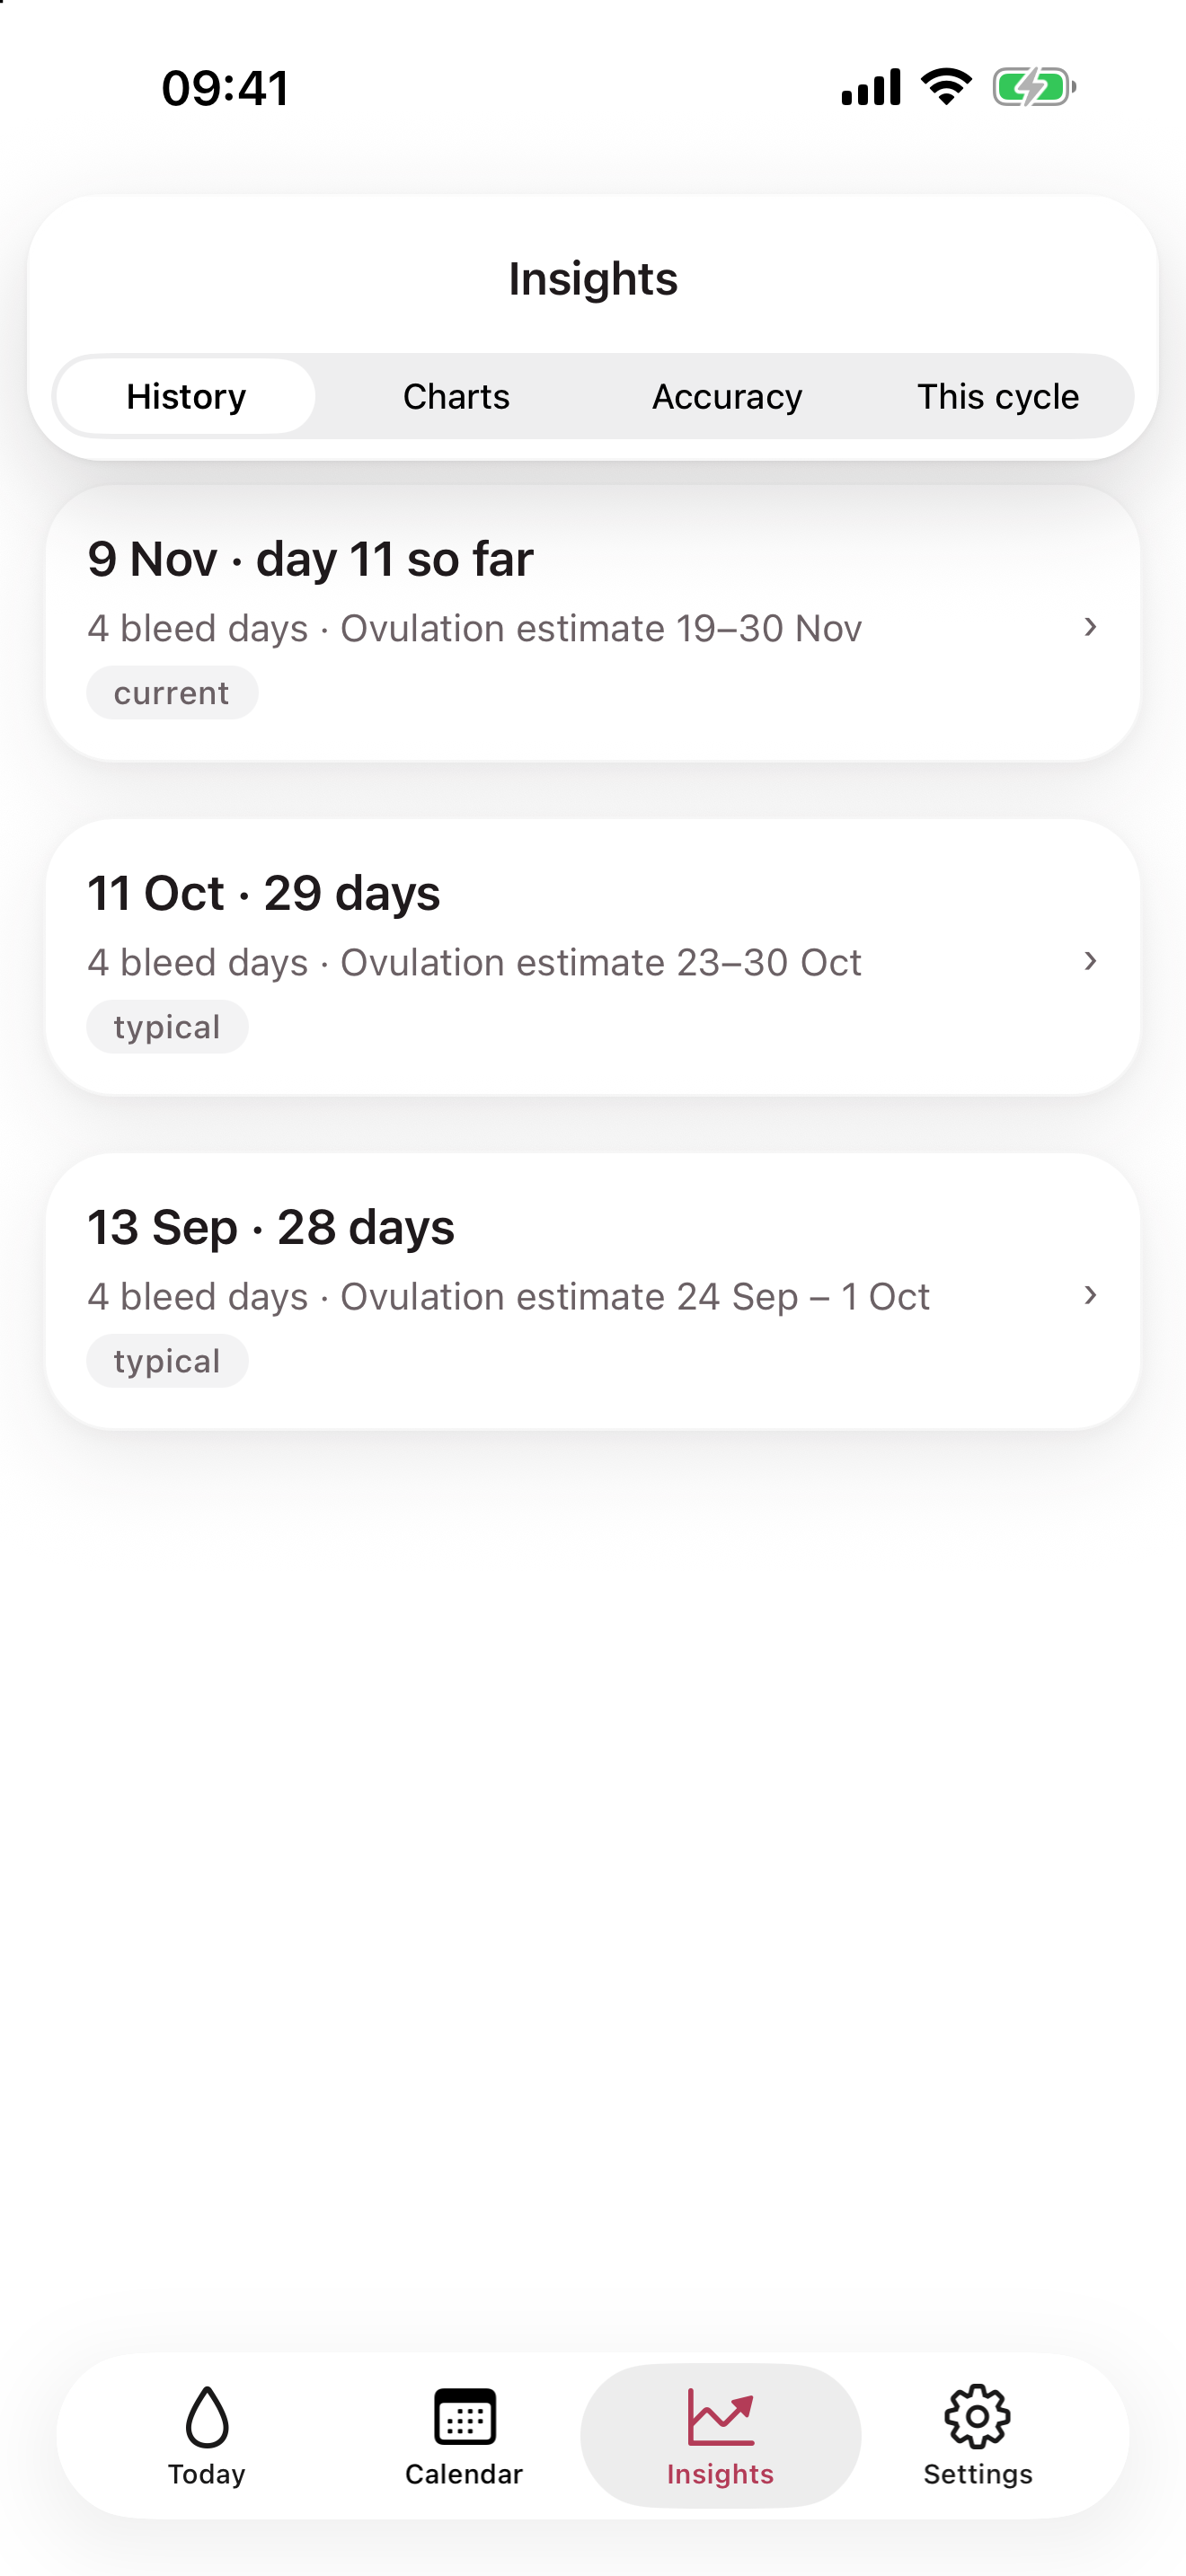 09:41
Insights
History Charts Accuracy This cycle
9 Nov · day 11 so far
4 bleed days · Ovulation estimate 19–30 Nov
current
11 Oct · 29 days
4 bleed days · Ovulation estimate 23–30 Oct
typical
13 Sep · 28 days
4 bleed days · Ovulation estimate 24 Sep – 1 Oct
typical
Today Calendar Insights Settings